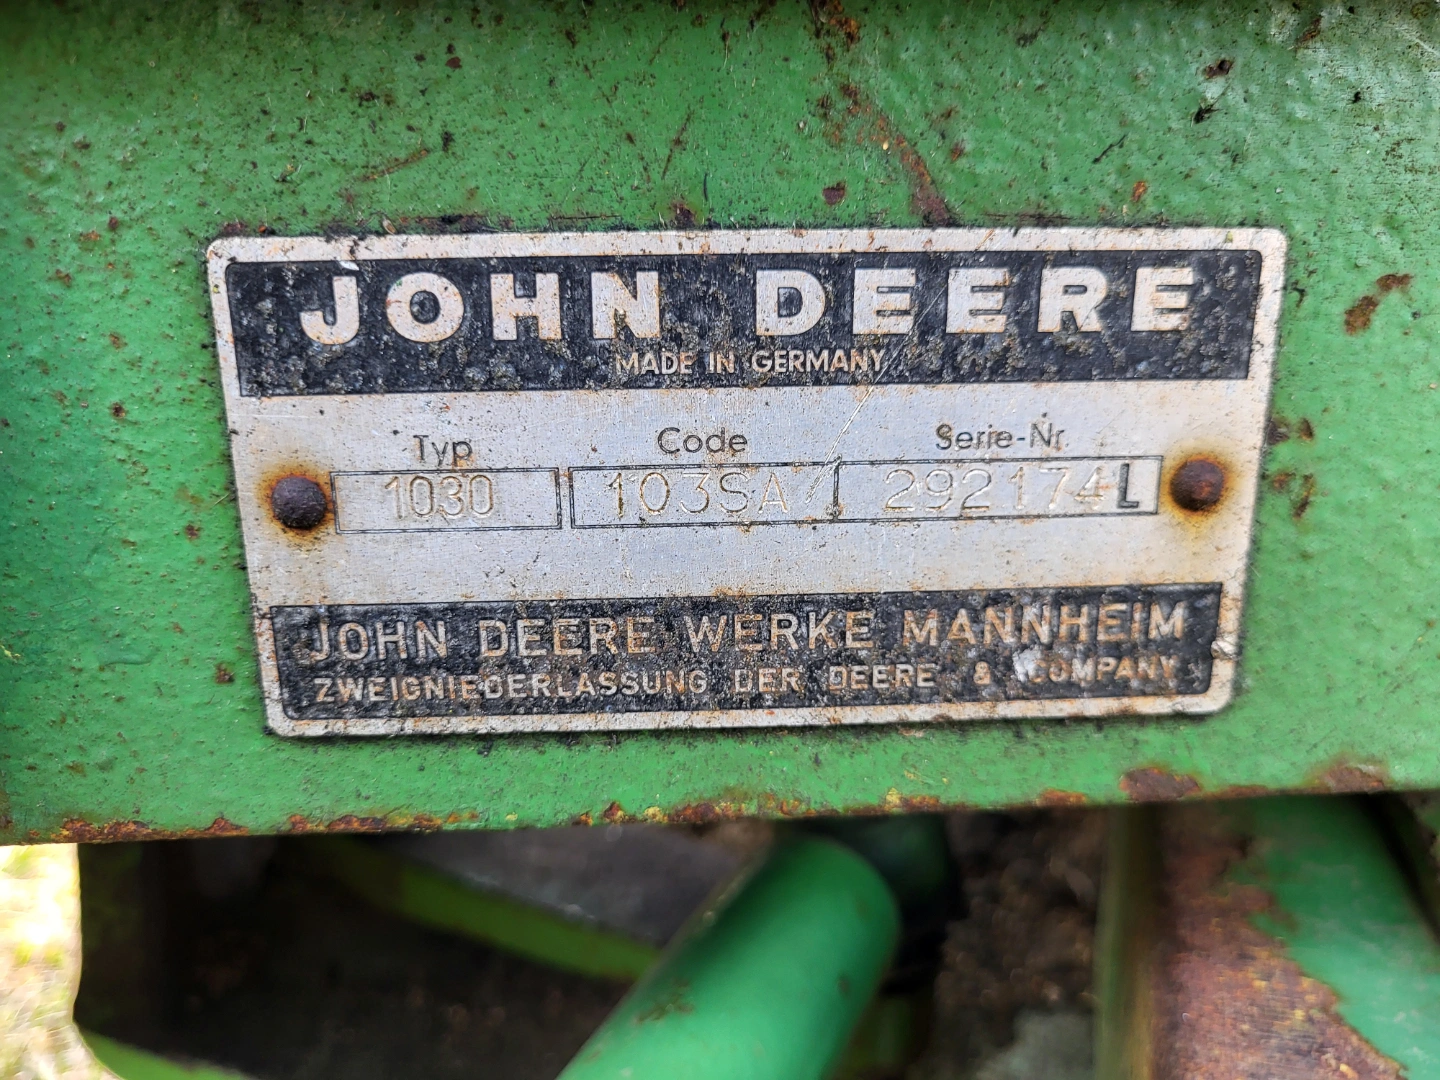 JOHN DEERE
MADE IN GERMANY
Typ Code Serie-Nr.
1030 103SA 292174L
JOHN DEERE WERKE MANNHEIM
ZWEIGNIEDERLASSUNG DER DEERE & COMPANY